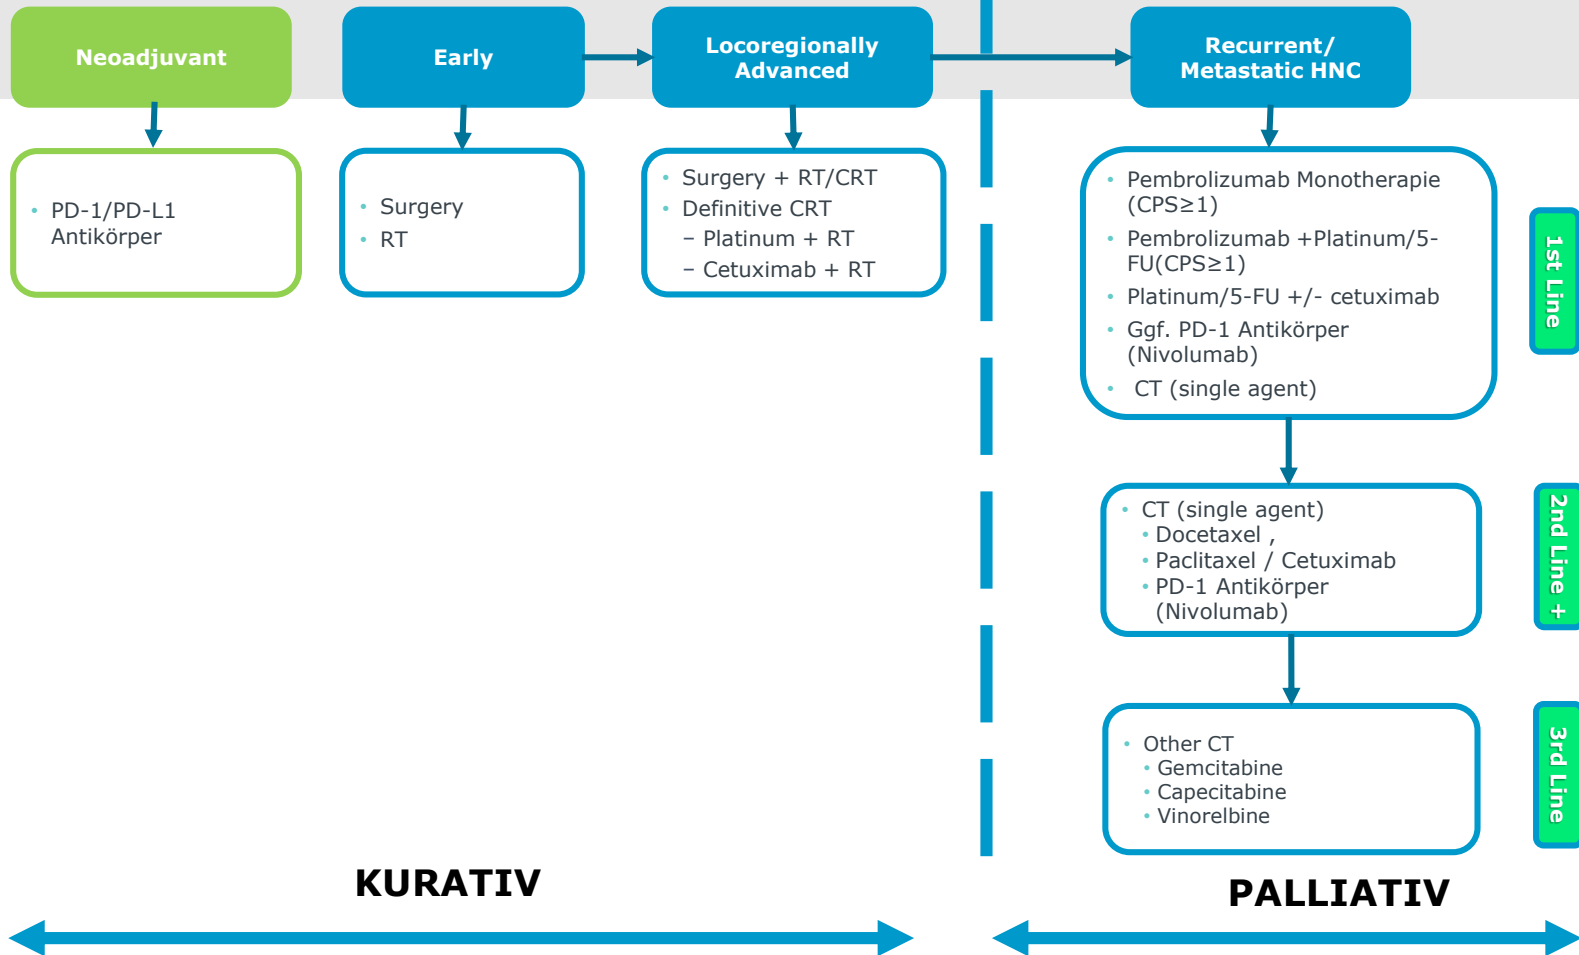 Neoadjuvant
Early
Locoregionally
Advanced
Recurrent/
Metastatic HNC
• PD-1/PD-L1
Antikörper
• Surgery
• RT
• Surgery + RT/CRT
• Definitive CRT
– Platinum + RT
– Cetuximab + RT
• Pembrolizumab Monotherapie
(CPS≥1)
• Pembrolizumab +Platinum/5-
FU(CPS≥1)
• Platinum/5-FU +/- cetuximab
• Ggf. PD-1 Antikörper
(Nivolumab)
• CT (single agent)
1st Line
• CT (single agent)
• Docetaxel ,
• Paclitaxel / Cetuximab
• PD-1 Antikörper
(Nivolumab)
2nd Line +
• Other CT
• Gemcitabine
• Capecitabine
• Vinorelbine
3rd Line
KURATIV
PALLIATIV